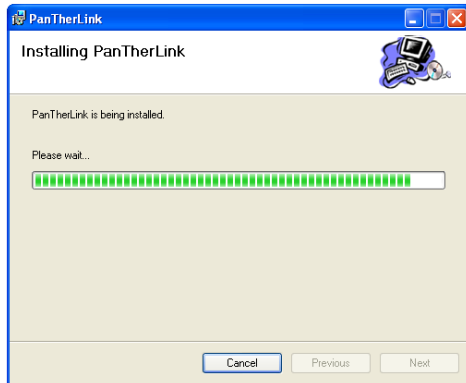 PanTherLink
Installing PanTherLink
PanTherLink is being installed.
Please wait...
Cancel
Previous
Next